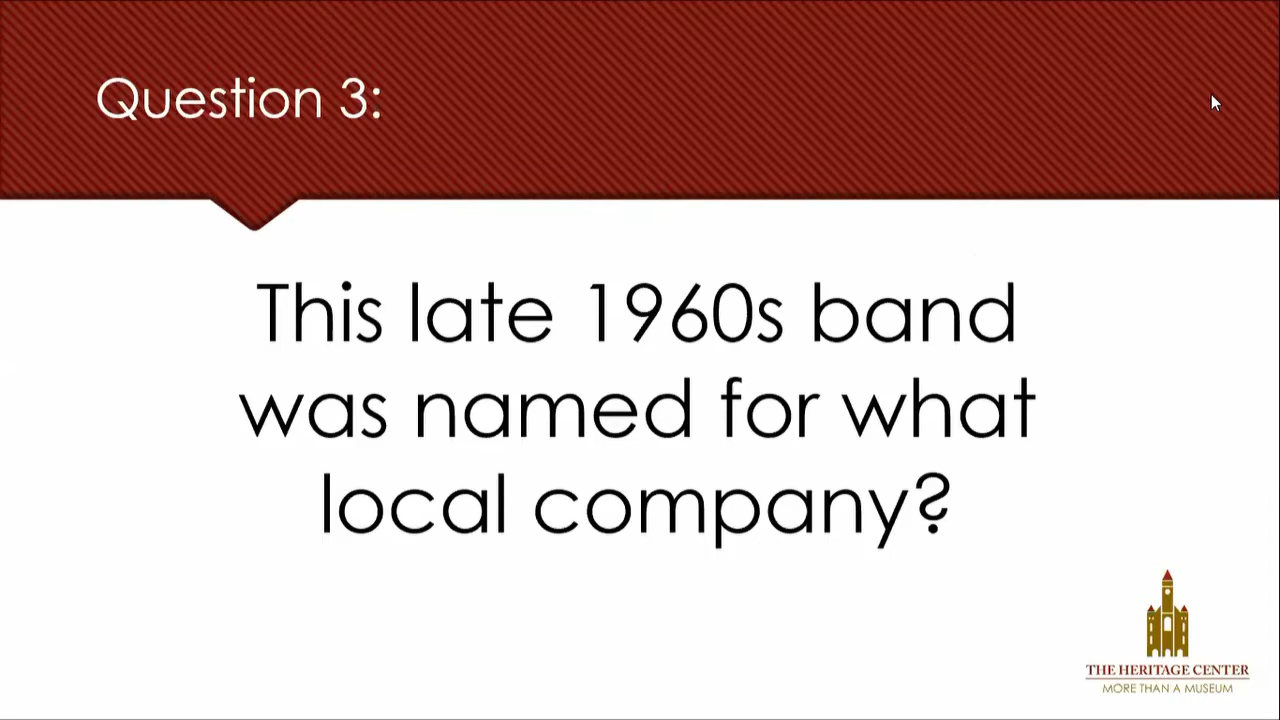 Question 3:
This late 1960s band
was named for what
local company?
THE HERITAGE CENTER
MORE THAN A MUSEUM